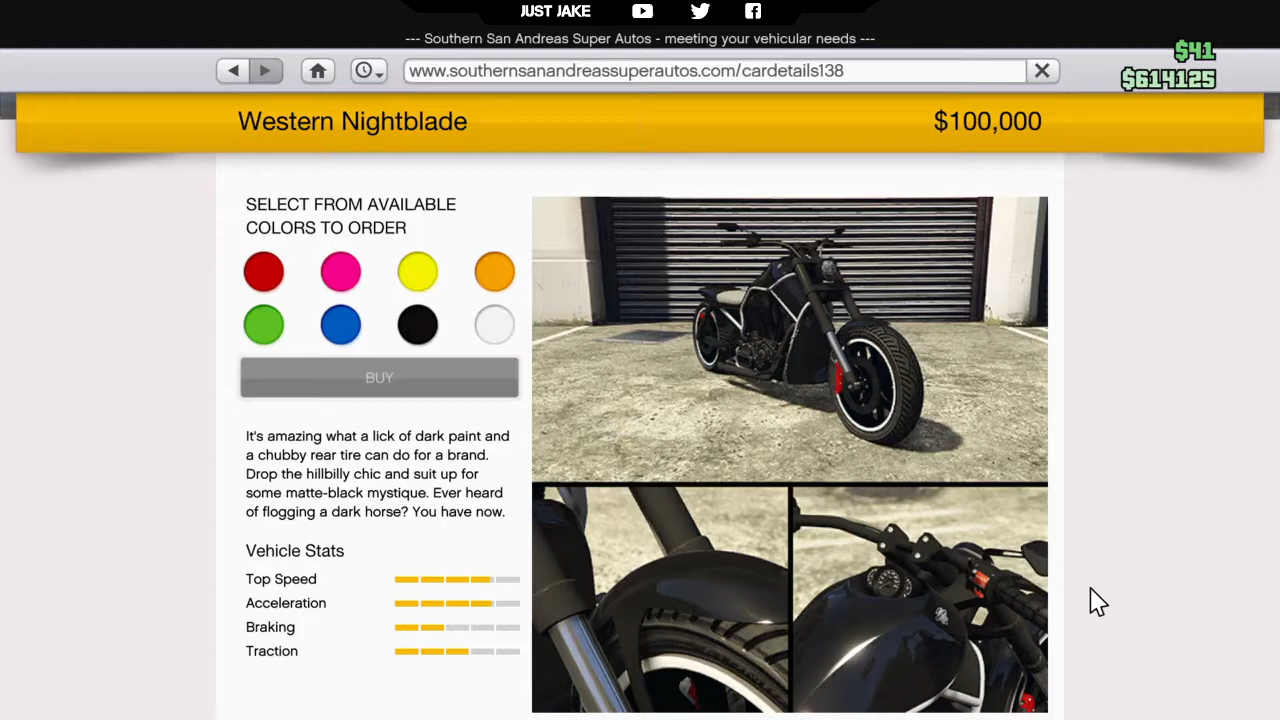 JUST JAKE
--- Southern San Andreas Super Autos - meeting your vehicular needs ---
$41
www.southernsanandreassuperautos.com/cardetails138
$614125
Western Nightblade
$100,000
SELECT FROM AVAILABLE
COLORS TO ORDER
BUY
It's amazing what a lick of dark paint and
a chubby rear tire can do for a brand.
Drop the hillbilly chic and suit up for
some matte-black mystique. Ever heard
of flogging a dark horse? You have now.
Vehicle Stats
Top Speed
Acceleration
Braking
Traction